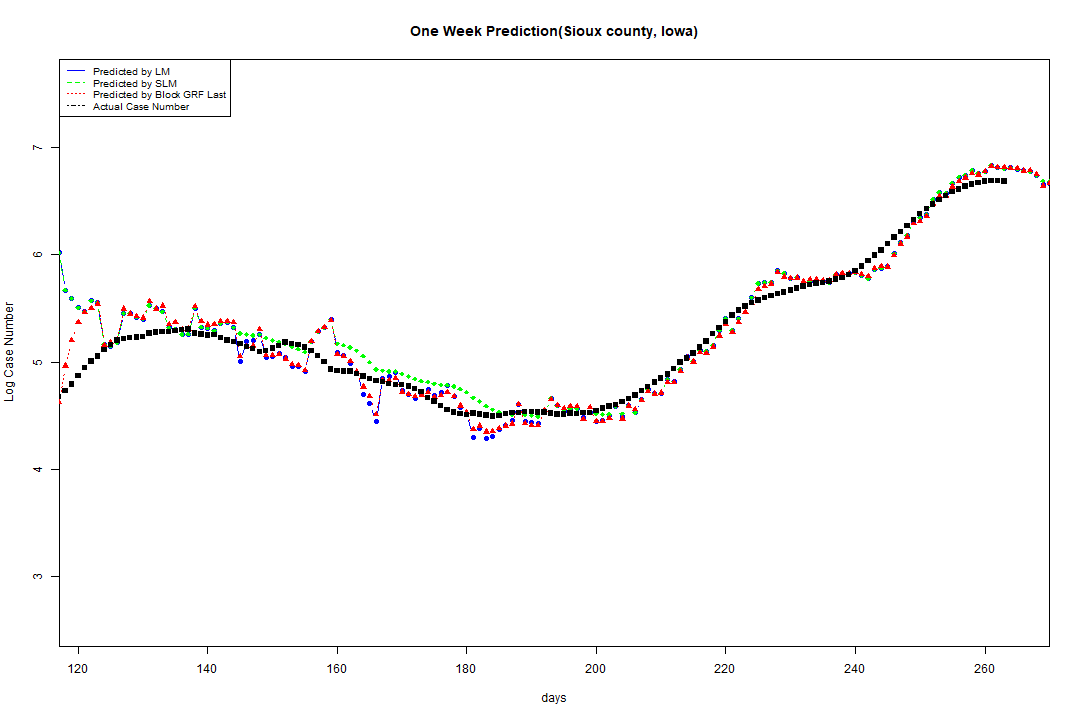 One Week Prediction(Sioux county, Iowa)
Predicted by LM
Predicted by SLM
Predicted by Block GRF Last
Actual Case Number
Log Case Number
7
6
5
4
3
120 140 160 180 200 220 240 260
days